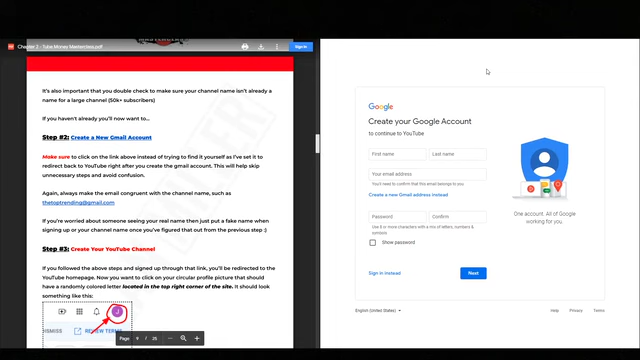 Chapter 2 - Tube Money Masterclass.pdf
Sign in
It's also important that you double check to make sure your channel name isn't already a
name for a large channel (50k+ subscribers)
If you haven't already you'll now want to...
Step #2: Create a New Gmail Account
Make sure to click on the link above instead of trying to find it yourself as I've set it to
redirect back to YouTube right after you create the gmail account. This will help skip
unnecessary steps and avoid confusion.
Again, always make the email congruent with the channel name, such as
thetoptrending@gmail.com
If you're worried about someone seeing your real name then just put a fake name when
signing up or your channel name once you've figured that out from the previous step :)
Step #3: Create Your YouTube Channel
If you followed the above steps and signed up through that link, you'll be redirected to the
YouTube homepage. Now you want to click on your circular profile picture that should
have a randomly colored letter located in the top right corner of the site. It should look
something like this:
J
DISMISS
REVIEW TERMS
Page 9 / 26
Google
Create your Google Account
to continue to YouTube
First name
Last name
Your email address
You'll need to confirm that this email belongs to you.
Create a new Gmail address instead
Password
Confirm
Use 8 or more characters with a mix of letters, numbers &
symbols
Show password
Sign in instead
Next
One account. All of Google
working for you.
English (United States)
Help
Privacy
Terms